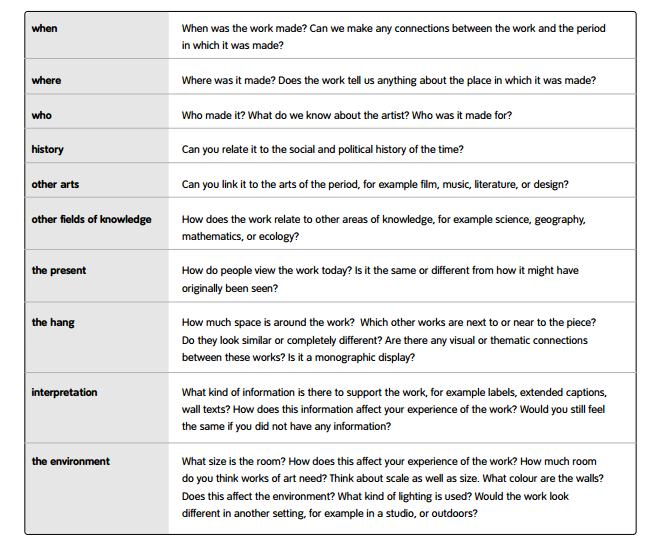 when
When was the work made? Can we make any connections between the work and the period
in which it was made?
where
Where was it made? Does the work tell us anything about the place in which it was made?
who
Who made it? What do we know about the artist? Who was it made for?
history
Can you relate it to the social and political history of the time?
other arts
Can you link it to the arts of the period, for example film, music, literature, or design?
other fields of knowledge
How does the work relate to other areas of knowledge, for example science, geography,
mathematics, or ecology?
the present
How do people view the work today? Is it the same or different from how it might have
originally been seen?
the hang
How much space is around the work?  Which other works are next to or near to the piece?
Do they look similar or completely different? Are there any visual or thematic connections
between these works? Is it a monographic display?
interpretation
What kind of information is there to support the work, for example labels, extended captions,
wall texts? How does this information affect your experience of the work? Would you still feel
the same if you did not have any information?
the environment
What size is the room? How does this affect your experience of the work? How much room
do you think works of art need? Think about scale as well as size. What colour are the walls?
Does this affect the environment? What kind of lighting is used? Would the work look
different in another setting, for example in a studio, or outdoors?